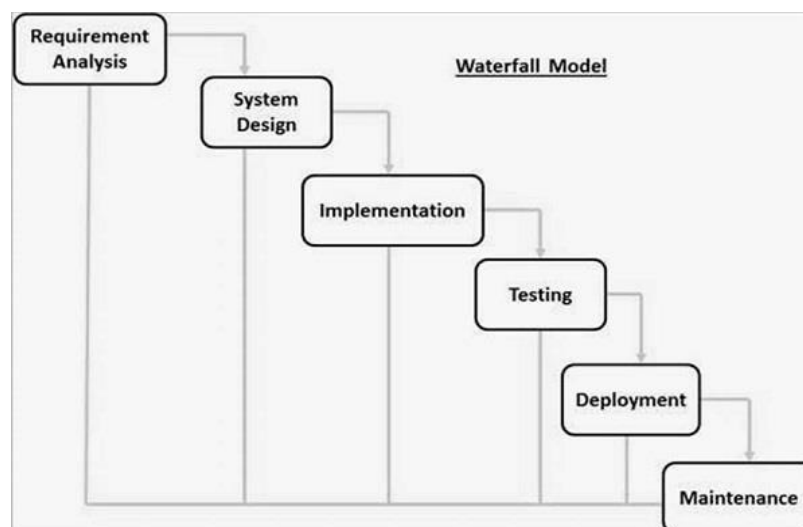 Requirement
Analysis
Waterfall Model
System
Design
Implementation
Testing
Deployment
Maintenance